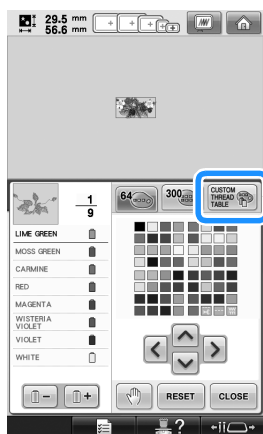 29.5 mm
56.6 mm
1
9
64
300
CUSTOM
THREAD
TABLE
LIME GREEN
MOSS GREEN
CARMINE
RED
MAGENTA
WISTERIA
VIOLET
VIOLET
WHITE
- +
RESET CLOSE
?